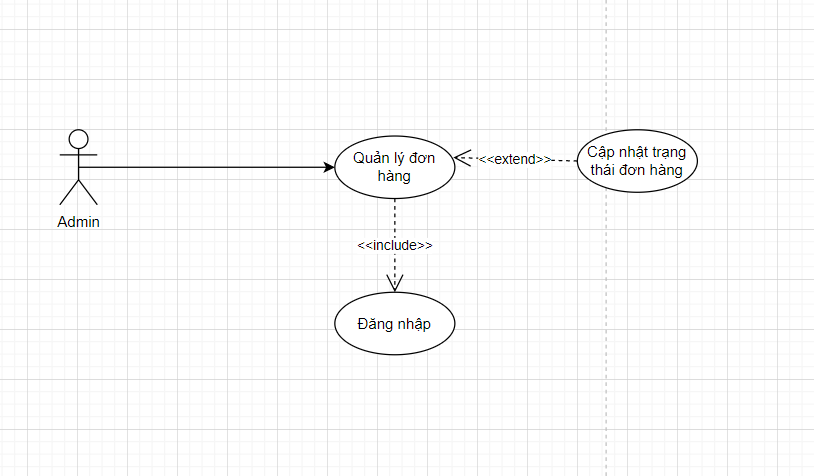 Quản lý đơn
hàng
<<extend>>
Cập nhật trạng
thái đơn hàng
Admin
<<include>>
Đăng nhập